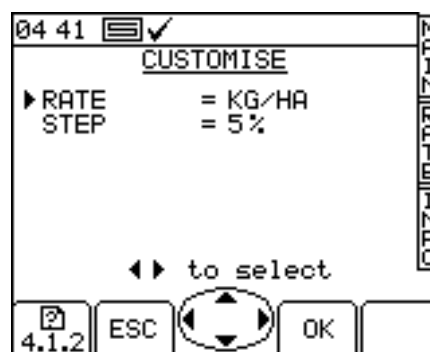 04 41
CUSTOMISE
RATE = KG/HA
STEP = 5%
to select
4.1.2 ESC OK
MAIN
RATE
INFO